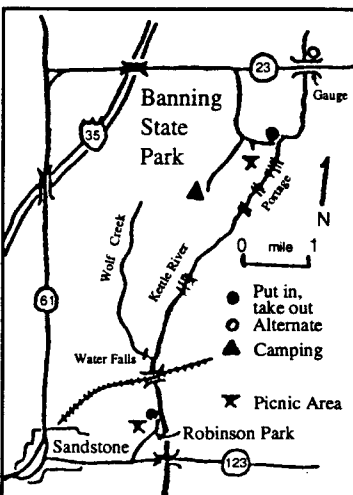 23
Gauge
Banning
State
Park
35
Portage
N
0 mile 1
Wolf Creek
Kettle River
61
Put in,
take out
Alternate
Camping
Water Falls
Picnic Area
Robinson Park
Sandstone
123